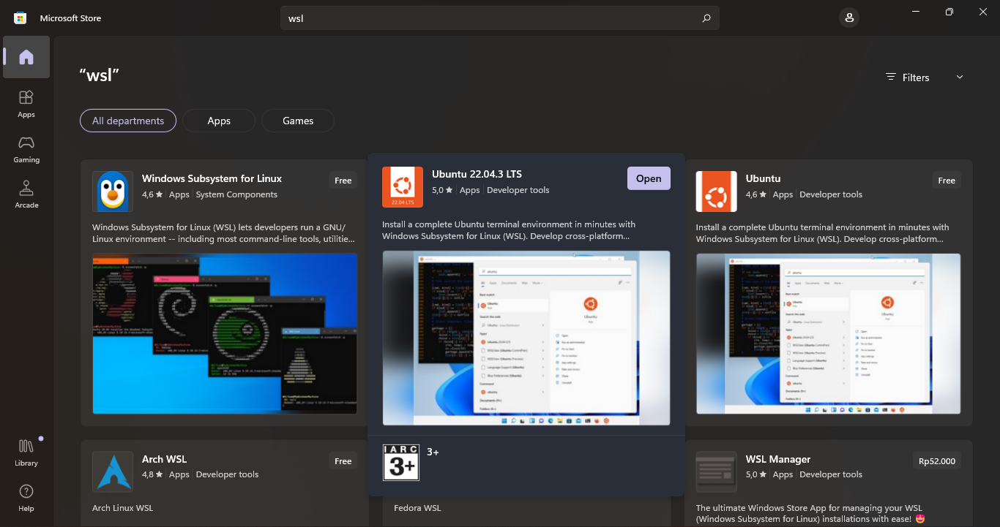 Microsoft Store
wsl
“wsl”
Filters
All departments
Apps
Games
Apps
Gaming
Arcade
Library
Help
Windows Subsystem for Linux
Free
4,6 ★ Apps System Components
Windows Subsystem for Linux (WSL) lets developers run a GNU/
Linux environment -- including most command-line tools, utilitie...
Ubuntu 22.04.3 LTS
Open
22.04 LTS
5,0 ★ Apps Developer tools
Install a complete Ubuntu terminal environment in minutes with
Windows Subsystem for Linux (WSL). Develop cross-platform...
IARC
3+
3+
Ubuntu
Free
4,6 ★ Apps Developer tools
Install a complete Ubuntu terminal environment in minutes with
Windows Subsystem for Linux (WSL). Develop cross-platform...
Arch WSL
Free
4,8 ★ Apps Developer tools
Arch Linux WSL
Fedora WSL
WSL Manager
Rp52.000
5,0 ★ Apps Developer tools
The ultimate Windows Store App for managing your WSL
(Windows Subsystem for Linux) installations with ease! 😍